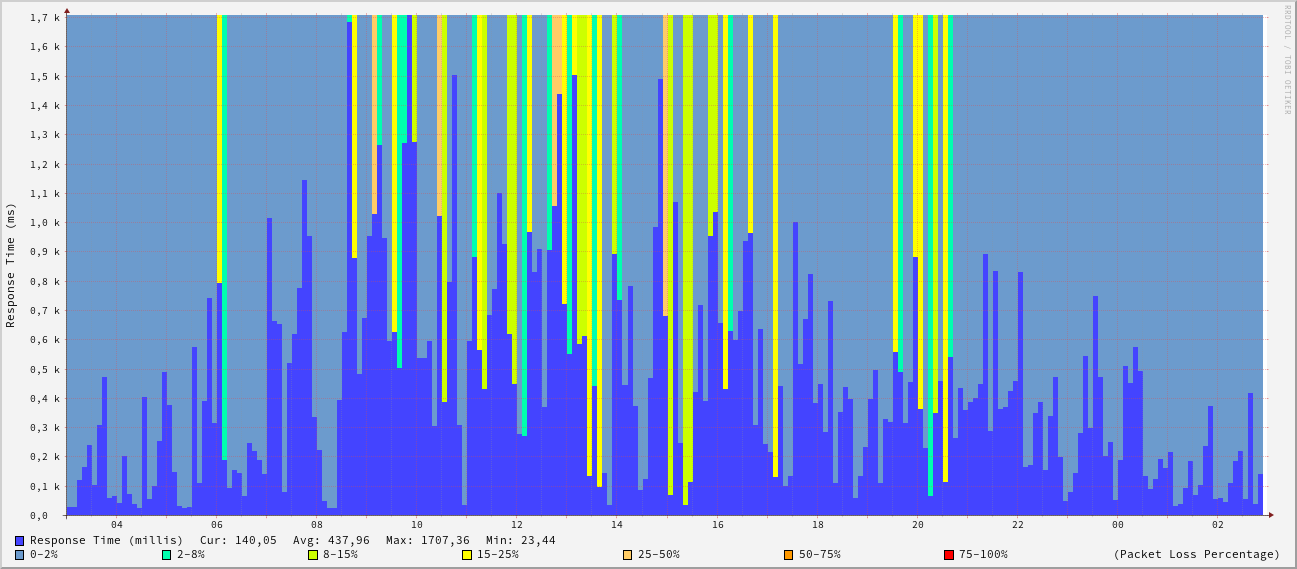 RRDTOOL / TOBI OETIKER
Response Time (ms)
1,7 k
1,6 k
1,5 k
1,4 k
1,3 k
1,2 k
1,1 k
1,0 k
0,9 k
0,8 k
0,7 k
0,6 k
0,5 k
0,4 k
0,3 k
0,2 k
0,1 k
0,0
04 06 08 10 12 14 16 18 20 22 00 02
Response Time (millis) Cur: 140,05 Avg: 437,96 Max: 1707,36 Min: 23,44
0-2% 2-8% 8-15% 15-25% 25-50% 50-75% 75-100% (Packet Loss Percentage)